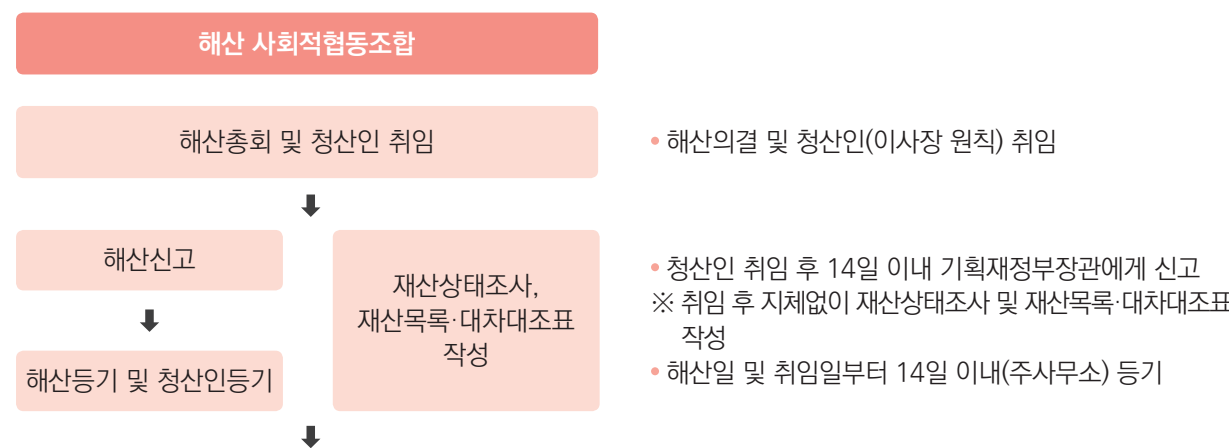 해산 사회적협동조합
해산총회 및 청산인 취임
• 해산의결 및 청산인(이사장 원칙) 취임
해산신고
해산등기 및 청산인등기
재산상태조사,
재산목록·대차대조표
작성
• 청산인 취임 후 14일 이내 기획재정부장관에게 신고
※ 취임 후 지체없이 재산상태조사 및 재산목록·대차대조표
작성
• 해산일 및 취임일부터 14일 이내(주사무소) 등기